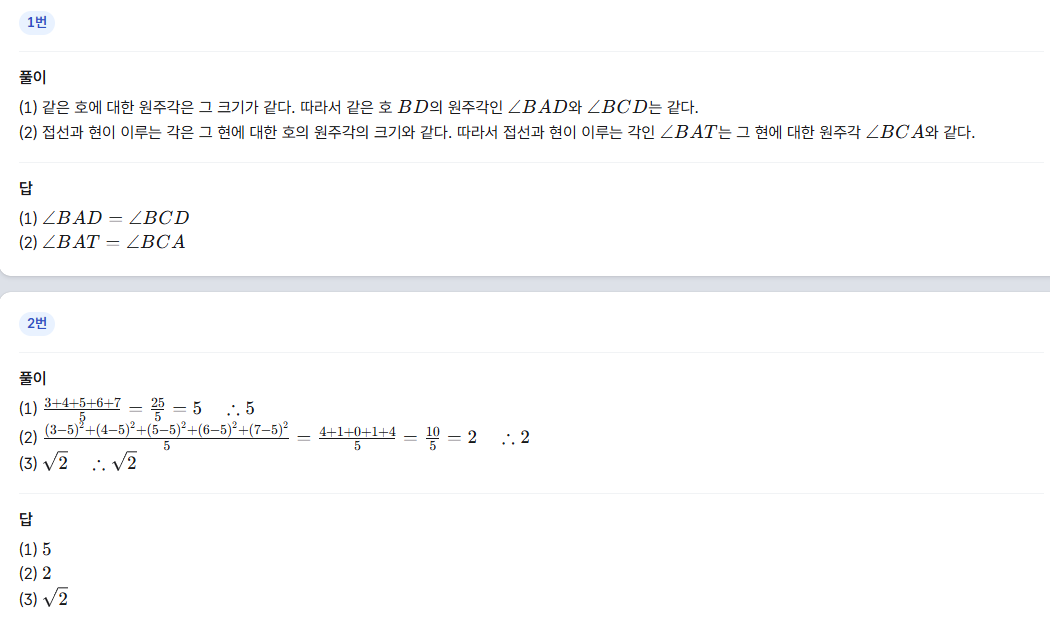 1번
풀이
(1) 같은 호에 대한 원주각은 그 크기가 같다. 따라서 같은 호 BD의 원주각인 ∠BAD와 ∠BCD는 같다.
(2) 접선과 현이 이루는 각은 그 현에 대한 호의 원주각의 크기와 같다. 따라서 접선과 현이 이루는 각인 ∠BAT는 그 현에 대한 원주각 ∠BCA와 같다.
답
(1) ∠BAD = ∠BCD
(2) ∠BAT = ∠BCA
2번
풀이
(1) \frac{3+4+5+6+7}{5} = \frac{25}{5} = 5 ∴ 5
(2) \frac{(3−5)^2+(4−5)^2+(5−5)^2+(6−5)^2+(7−5)^2}{5} = \frac{4+1+0+1+4}{5} = \frac{10}{5} = 2 ∴ 2
(3) √2 ∴ √2
답
(1) 5
(2) 2
(3) √2